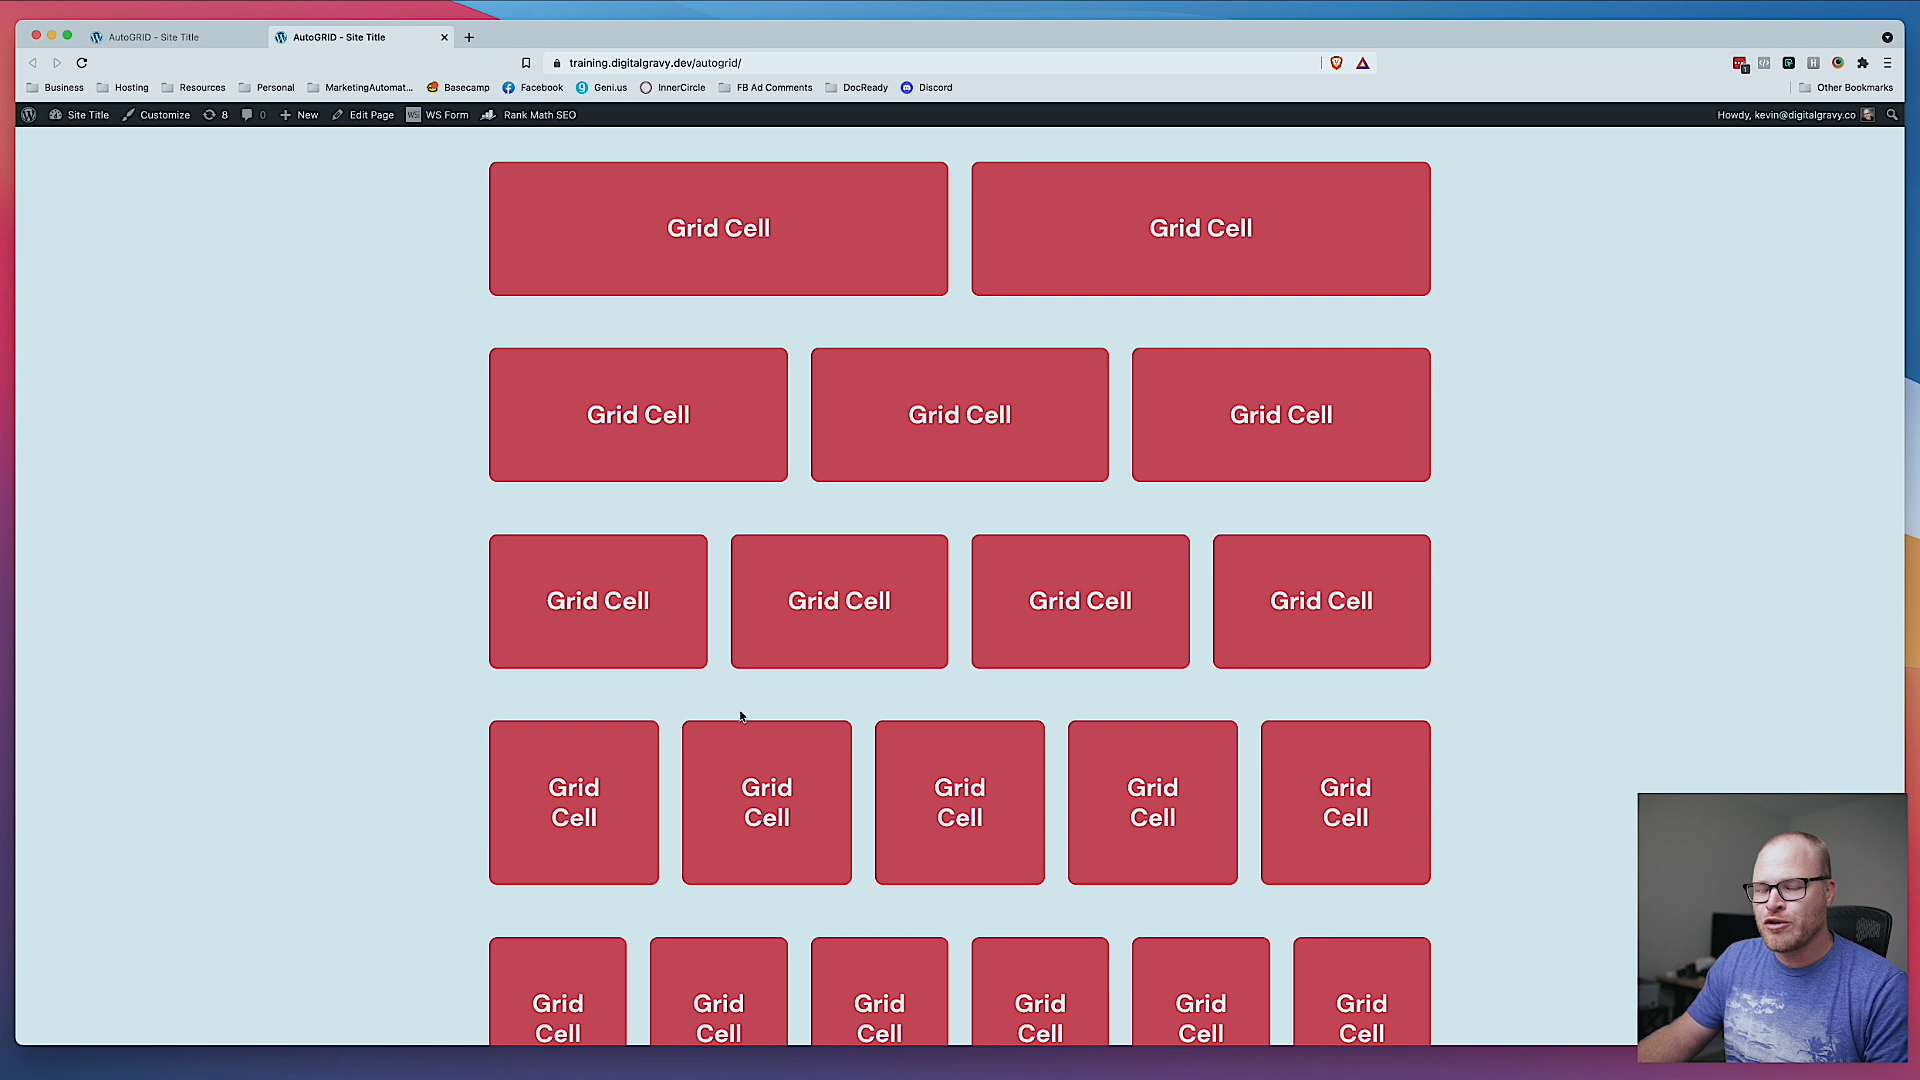 AutoGRID - Site Title
AutoGRID - Site Title
training.digitalgravy.dev/autogrid/
Business Hosting Resources Personal MarketingAutomat... Basecamp Facebook Geni.us InnerCircle FB Ad Comments DocReady Discord Other Bookmarks
Site Title Customize 8 0 New Edit Page WS Form Rank Math SEO Howdy, kevin@digitalgravy.co
Grid Cell Grid Cell
Grid Cell Grid Cell Grid Cell
Grid Cell Grid Cell Grid Cell Grid Cell
Grid Grid Grid Grid Grid
Cell Cell Cell Cell Cell
Grid Grid Grid Grid Grid Grid
Cell Cell Cell Cell Cell Cell